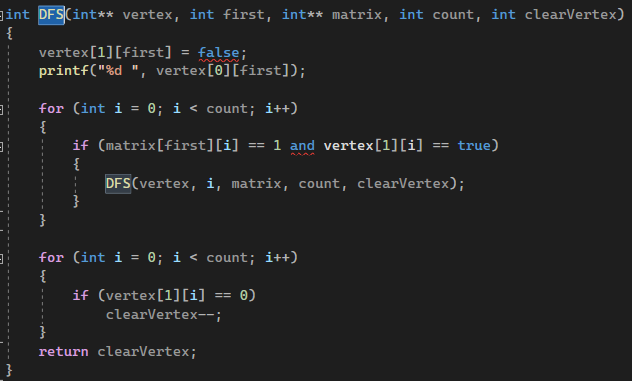 int DFS(int** vertex, int first, int** matrix, int count, int clearVertex)
{
    vertex[1][first] = false;
    printf("%d ", vertex[0][first]);

    for (int i = 0; i < count; i++)
    {
        if (matrix[first][i] == 1 and vertex[1][i] == true)
        {
            DFS(vertex, i, matrix, count, clearVertex);
        }
    }

    for (int i = 0; i < count; i++)
    {
        if (vertex[1][i] == 0)
            clearVertex--;
    }
    return clearVertex;
}